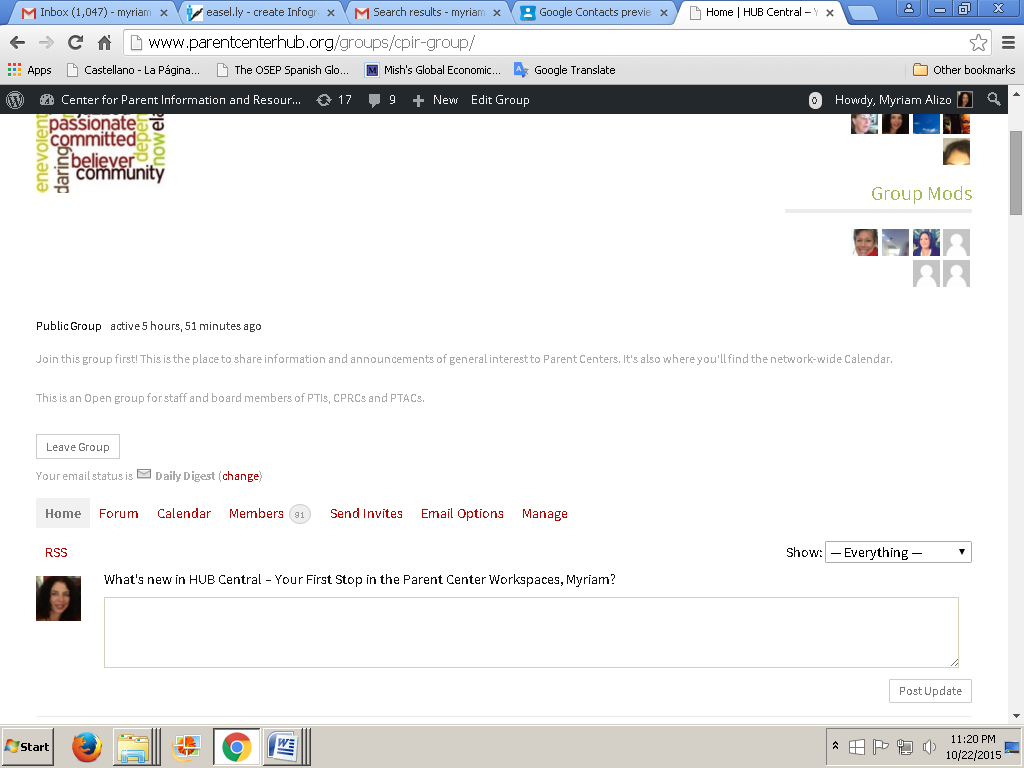 Inbox (1,047) - myriam
easel.ly - create Infogr
Search results - myriam
Google Contacts previe
Home | HUB Central – Y
www.parentcenterhub.org/groups/cpir-group/
Apps
Castellano - La Página...
The OSEP Spanish Glo...
Mish's Global Economic...
Google Translate
Other bookmarks
Center for Parent Information and Resour...
17
9
New
Edit Group
0
Howdy, Myriam Alizo
enevolent
daring
passionate
committed
believer
community
depen
now
ela
Group Mods
Public Group active 5 hours, 51 minutes ago
Join this group first! This is the place to share information and announcements of general interest to Parent Centers. It's also where you'll find the network-wide Calendar.
This is an Open group for staff and board members of PTIs, CPRCs and PTACs.
Leave Group
Your email status is Daily Digest (change)
Home
Forum
Calendar
Members 91
Send Invites
Email Options
Manage
RSS
Show: — Everything —
What's new in HUB Central – Your First Stop in the Parent Center Workspaces, Myriam?
Post Update
Start
11:20 PM
10/22/2015